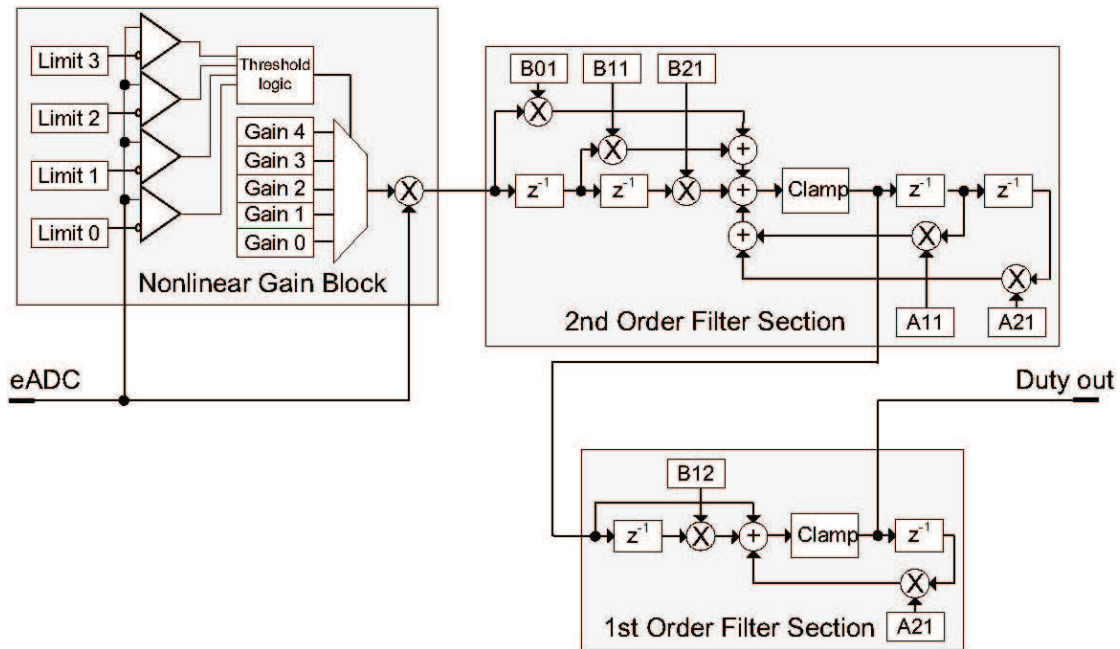 Limit 3
Limit 2
Limit 1
Limit 0
Threshold
logic
Gain 4
Gain 3
Gain 2
Gain 1
Gain 0
X
Nonlinear Gain Block
eADC
B01
B11
B21
X
X
+
z⁻¹
z⁻¹
X
+
Clamp
z⁻¹
z⁻¹
+
X
X
A11
A21
2nd Order Filter Section
Duty out
B12
z⁻¹
X
+
Clamp
z⁻¹
X
A21
1st Order Filter Section